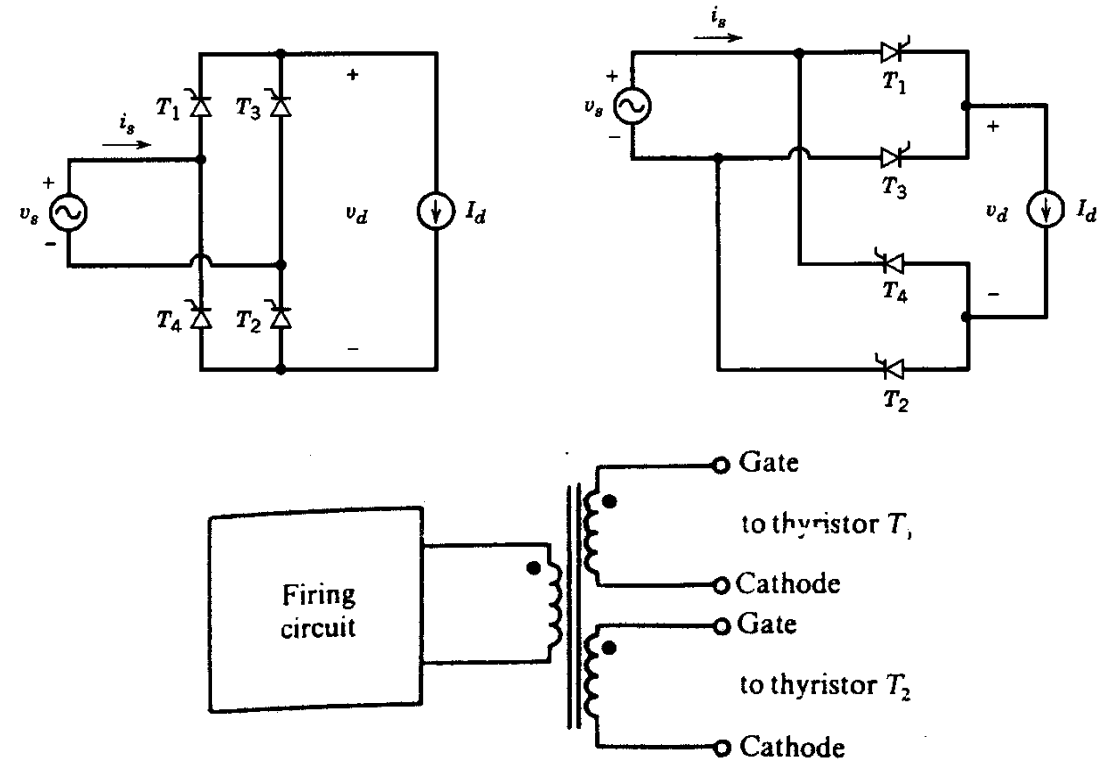 i_s
T_1
T_3
i_s
+
v_s
-
+
v_d
I_d
T_4
T_2
-
i_s
+
v_s
-
T_1
T_3
+
v_d
I_d
T_4
-
T_2
Firing
circuit
Gate
to thyristor T_1
Cathode
Gate
to thyristor T_2
Cathode